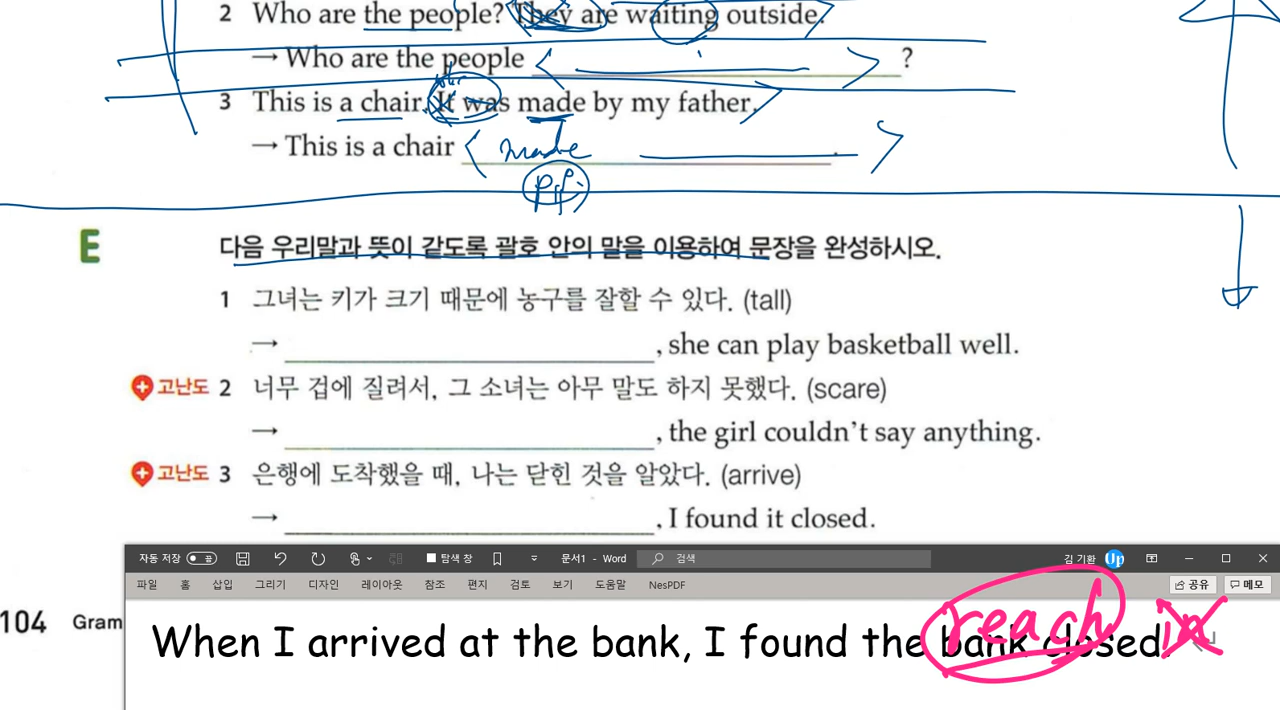 2 Who are the people? They are waiting outside.
→ Who are the people ?
3 This is a chair. It was made by my father.
→ This is a chair made .
p.p.
E 다음 우리말과 뜻이 같도록 괄호 안의 말을 이용하여 문장을 완성하시오.
1 그녀는 키가 크기 때문에 농구를 잘할 수 있다. (tall)
→ , she can play basketball well.
고난도 2 너무 겁에 질려서, 그 소녀는 아무 말도 하지 못했다. (scare)
→ , the girl couldn't say anything.
고난도 3 은행에 도착했을 때, 나는 닫힌 것을 알았다. (arrive)
→ , I found it closed.
자동 저장 문서1 - Word 검색 김 기환 Up
탐색 창
파일 홈 삽입 그리기 디자인 레이아웃 참조 편지 검토 보기 도움말 NesPDF 공유 메모
104 Gram
reach in
When I arrived at the bank, I found the bank closed.